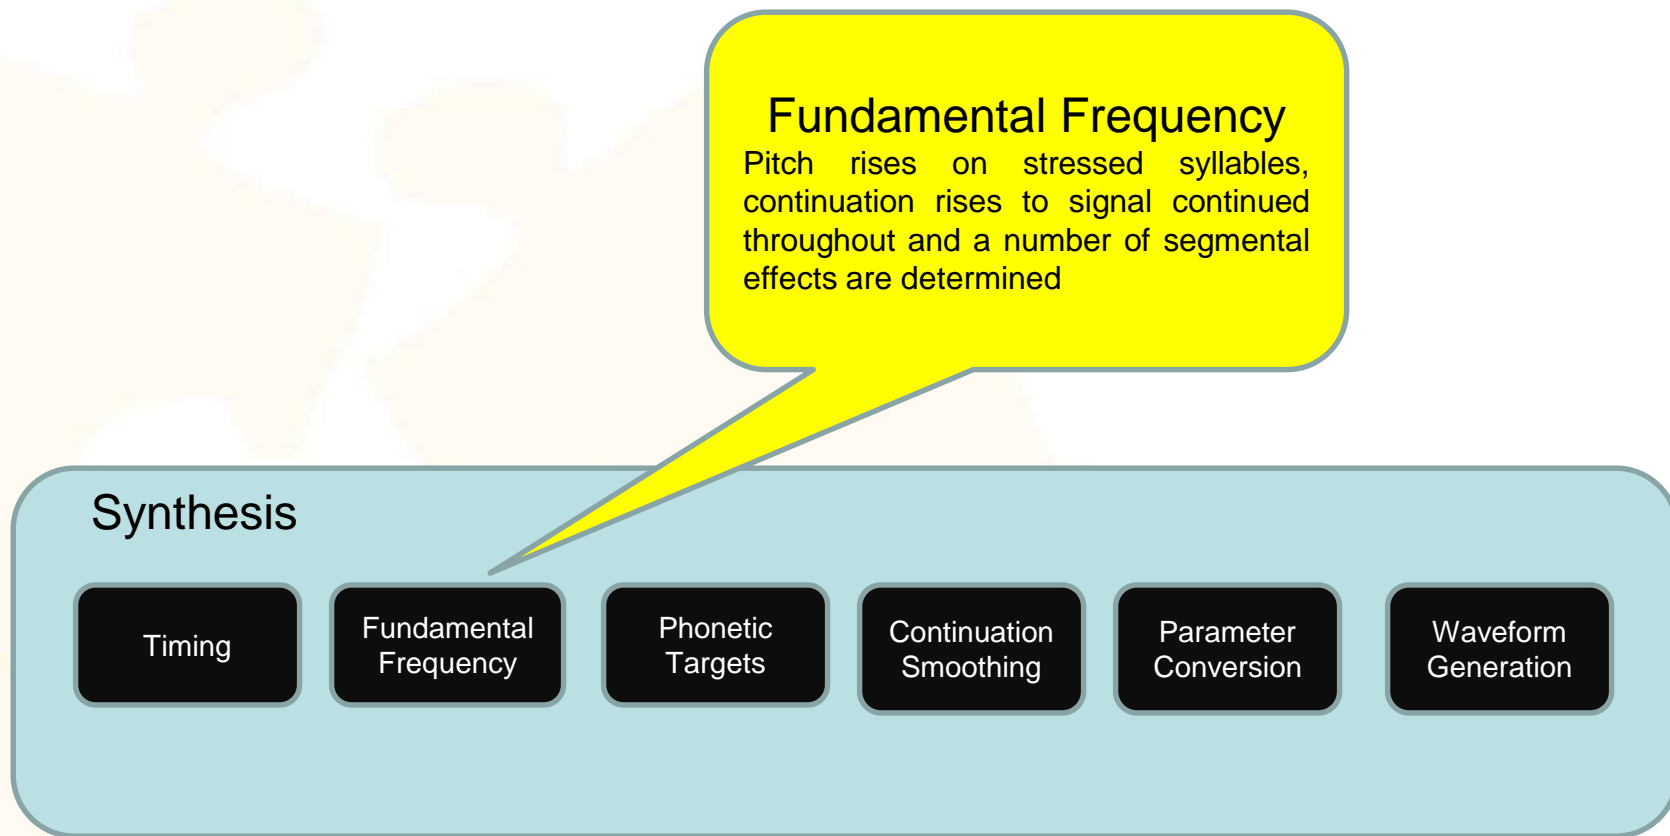 Fundamental Frequency
Pitch rises on stressed syllables,
continuation rises to signal continued
throughout and a number of segmental
effects are determined
Synthesis
Timing
Fundamental
Frequency
Phonetic
Targets
Continuation
Smoothing
Parameter
Conversion
Waveform
Generation